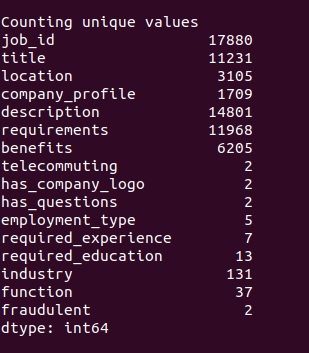 Counting unique values
job_id 17880
title 11231
location 3105
company_profile 1709
description 14801
requirements 11968
benefits 6205
telecommuting 2
has_company_logo 2
has_questions 2
employment_type 5
required_experience 7
required_education 13
industry 131
function 37
fraudulent 2
dtype: int64